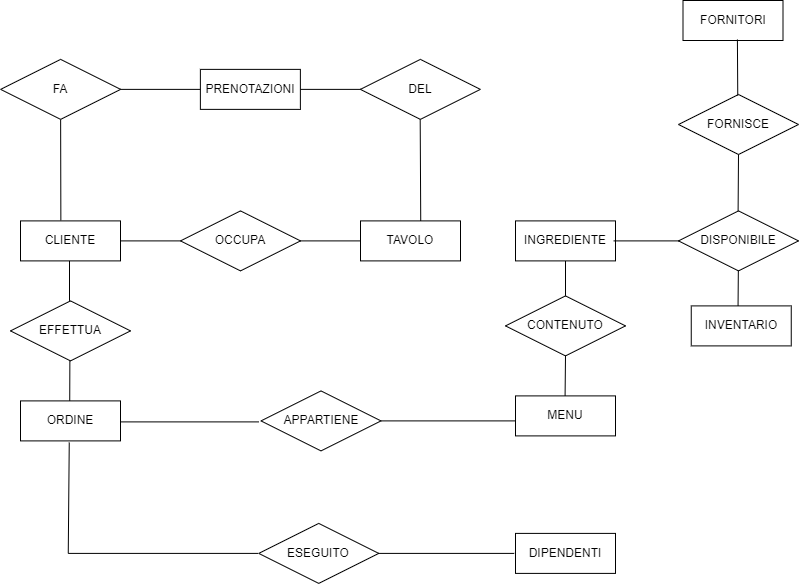 FORNITORI
FA
PRENOTAZIONI
DEL
FORNISCE
CLIENTE
OCCUPA
TAVOLO
INGREDIENTE
DISPONIBILE
EFFETTUA
CONTENUTO
INVENTARIO
ORDINE
APPARTIENE
MENU
ESEGUITO
DIPENDENTI